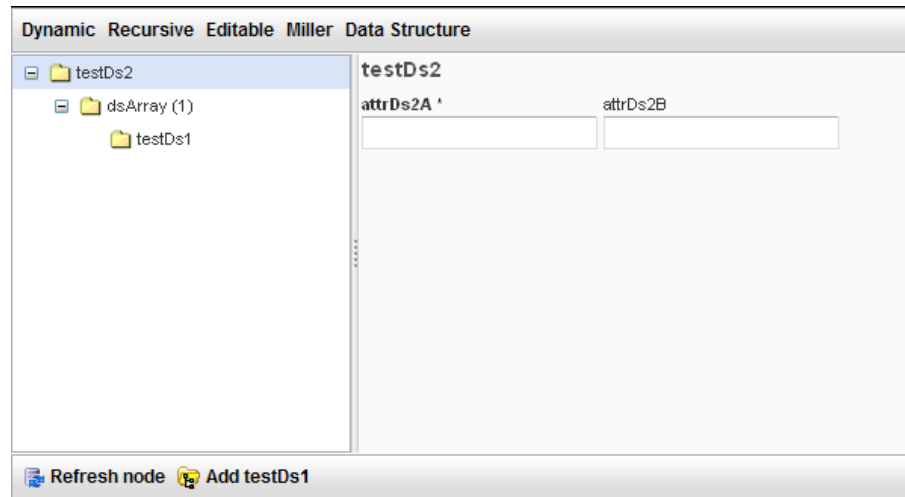 Dynamic Recursive Editable Miller Data Structure
testDs2
dsArray (1)
testDs1
testDs2
attrDs2A * attrDs2B
Refresh node Add testDs1